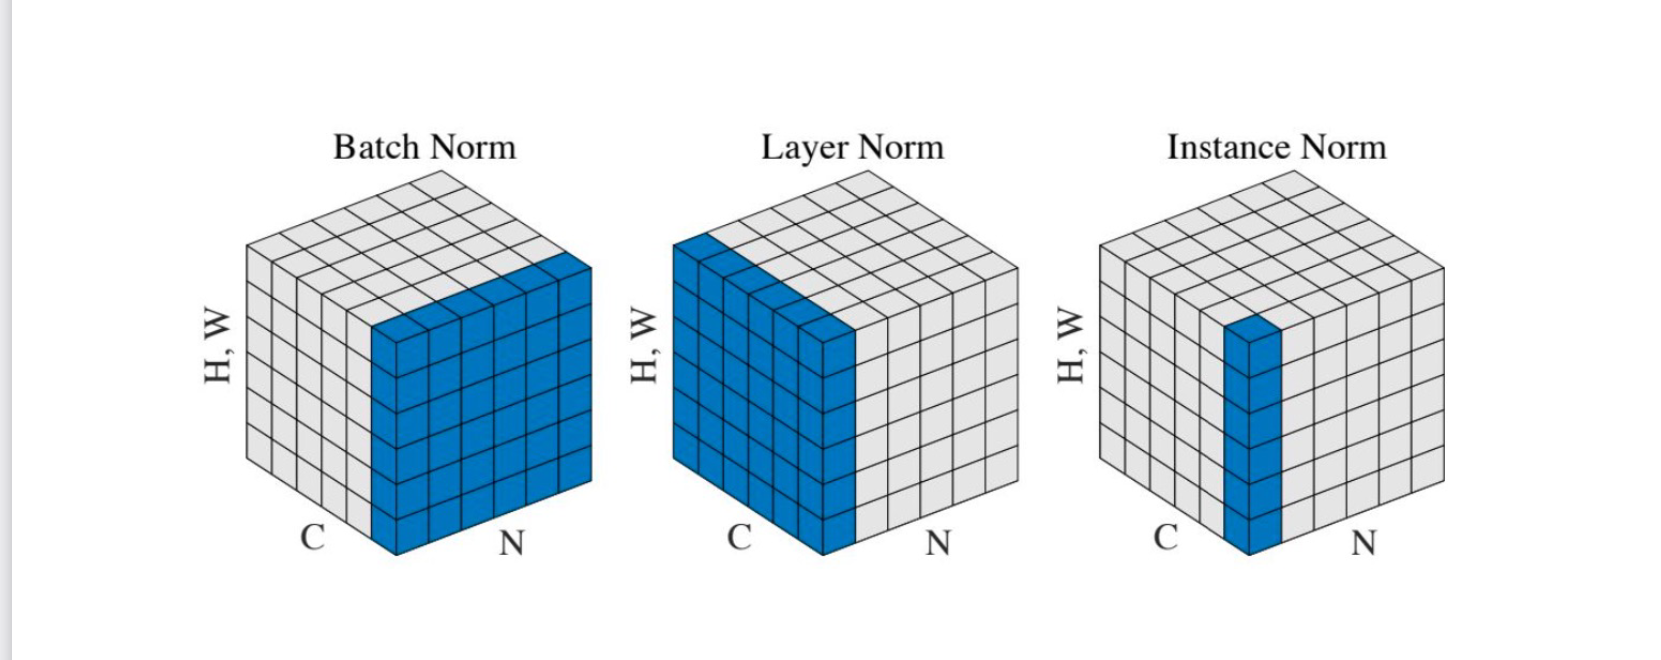 Batch Norm
Layer Norm
Instance Norm
H, W
C
N
H, W
C
N
H, W
C
N